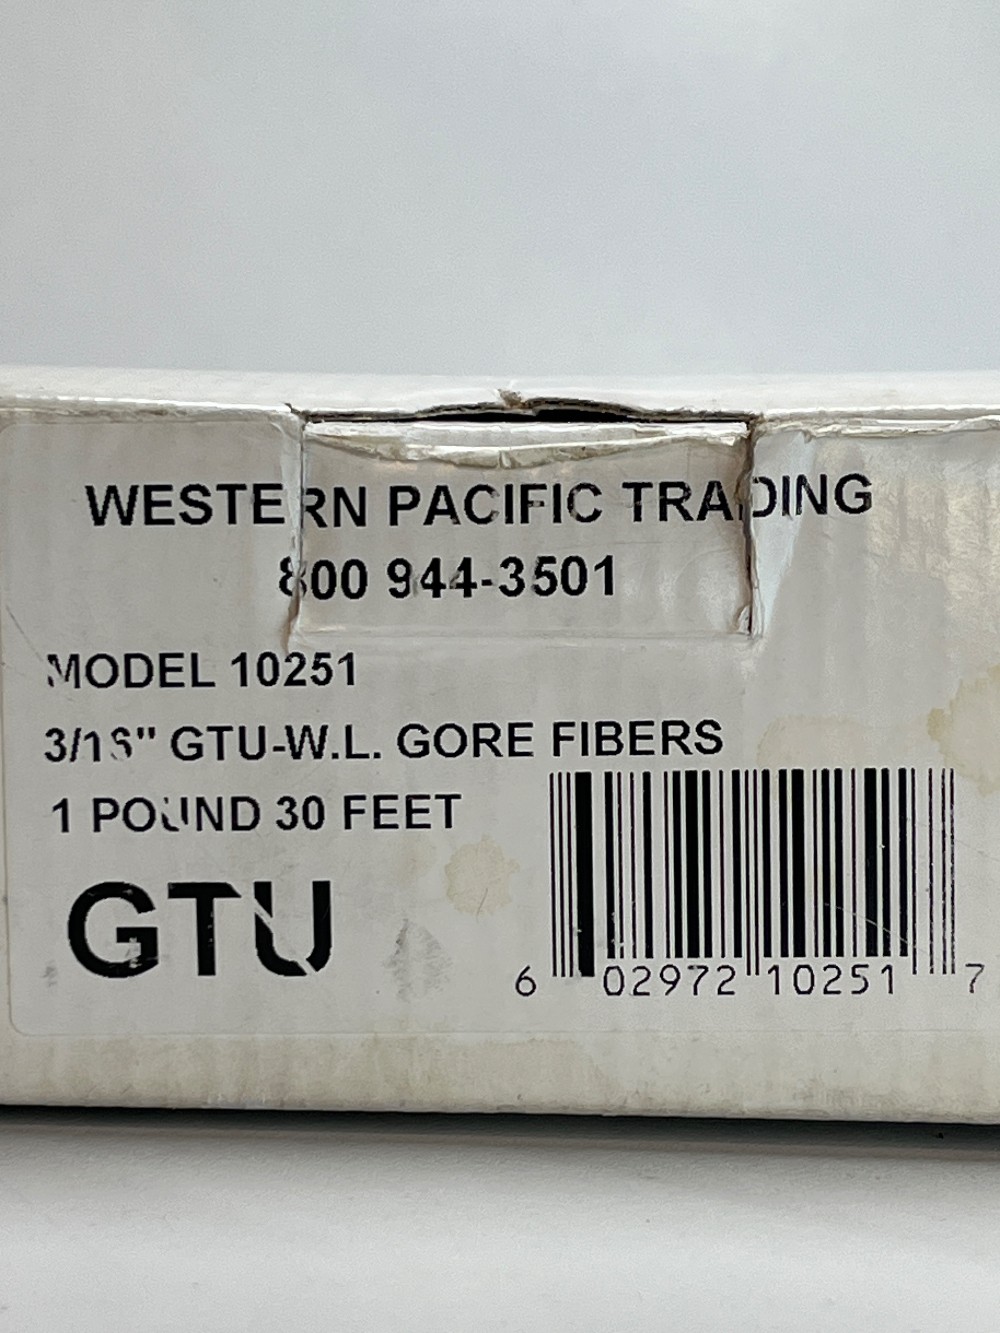 WESTERN PACIFIC TRADING
800 944-3501
MODEL 10251
3/16" GTU-W.L. GORE FIBERS
1 POUND 30 FEET
GTU
6 02972 10251 7